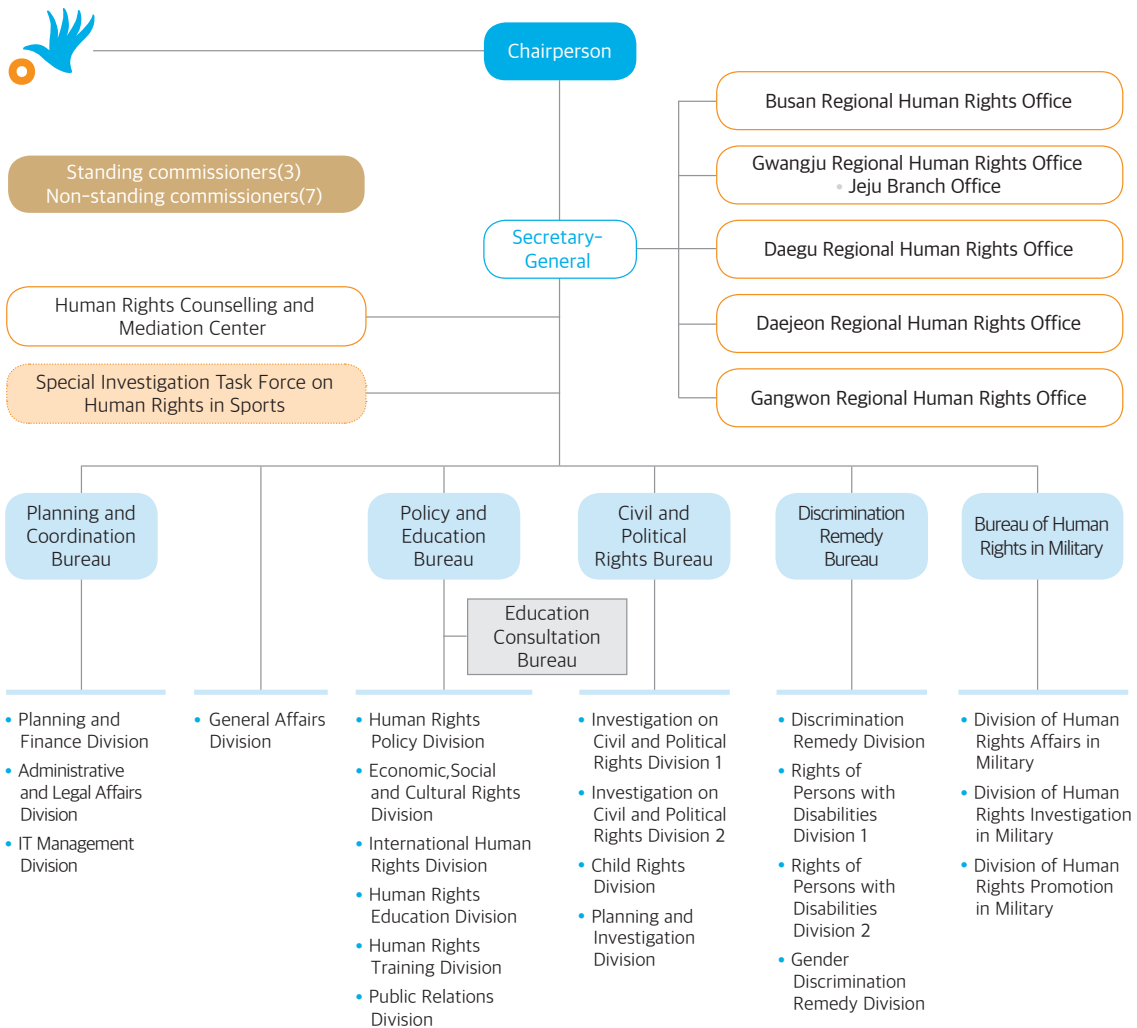 Chairperson
Standing commissioners(3)
Non-standing commissioners(7)
Secretary-
General
Busan Regional Human Rights Office
Gwangju Regional Human Rights Office
• Jeju Branch Office
Daegu Regional Human Rights Office
Daejeon Regional Human Rights Office
Gangwon Regional Human Rights Office
Human Rights Counselling and
Mediation Center
Special Investigation Task Force on
Human Rights in Sports
Planning and
Coordination
Bureau
Policy and
Education
Bureau
Civil and
Political
Rights Bureau
Discrimination
Remedy
Bureau
Bureau of Human
Rights in Military
Education
Consultation
Bureau
• Planning and
Finance Division
• Administrative
and Legal Affairs
Division
• IT Management
Division
• General Affairs
Division
• Human Rights
Policy Division
• Economic,Social
and Cultural Rights
Division
• International Human
Rights Division
• Human Rights
Education Division
• Human Rights
Training Division
• Public Relations
Division
• Investigation on
Civil and Political
Rights Division 1
• Investigation on
Civil and Political
Rights Division 2
• Child Rights
Division
• Planning and
Investigation
Division
• Discrimination
Remedy Division
• Rights of
Persons with
Disabilities
Division 1
• Rights of
Persons with
Disabilities
Division 2
• Gender
Discrimination
Remedy Division
• Division of Human
Rights Affairs in
Military
• Division of Human
Rights Investigation
in Military
• Division of Human
Rights Promotion
in Military